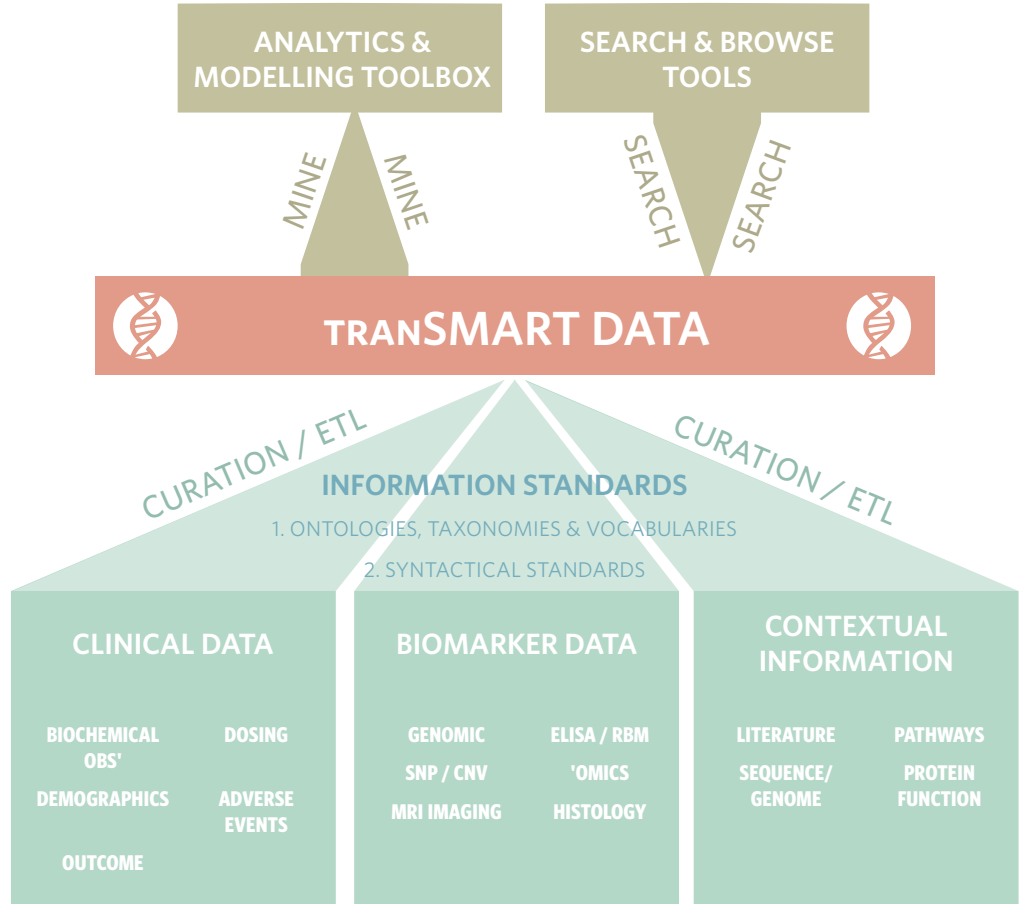 ANALYTICS &
MODELLING TOOLBOX
SEARCH & BROWSE
TOOLS
MINE
MINE
SEARCH
SEARCH
TRANSMART DATA
CURATION / ETL
CURATION / ETL
INFORMATION STANDARDS
1. ONTOLOGIES, TAXONOMIES & VOCABULARIES
2. SYNTACTICAL STANDARDS
CLINICAL DATA
BIOCHEMICAL
OBS'
DOSING
DEMOGRAPHICS
ADVERSE
EVENTS
OUTCOME
BIOMARKER DATA
GENOMIC
ELISA / RBM
SNP / CNV
'OMICS
MRI IMAGING
HISTOLOGY
CONTEXTUAL
INFORMATION
LITERATURE
PATHWAYS
SEQUENCE/
GENOME
PROTEIN
FUNCTION